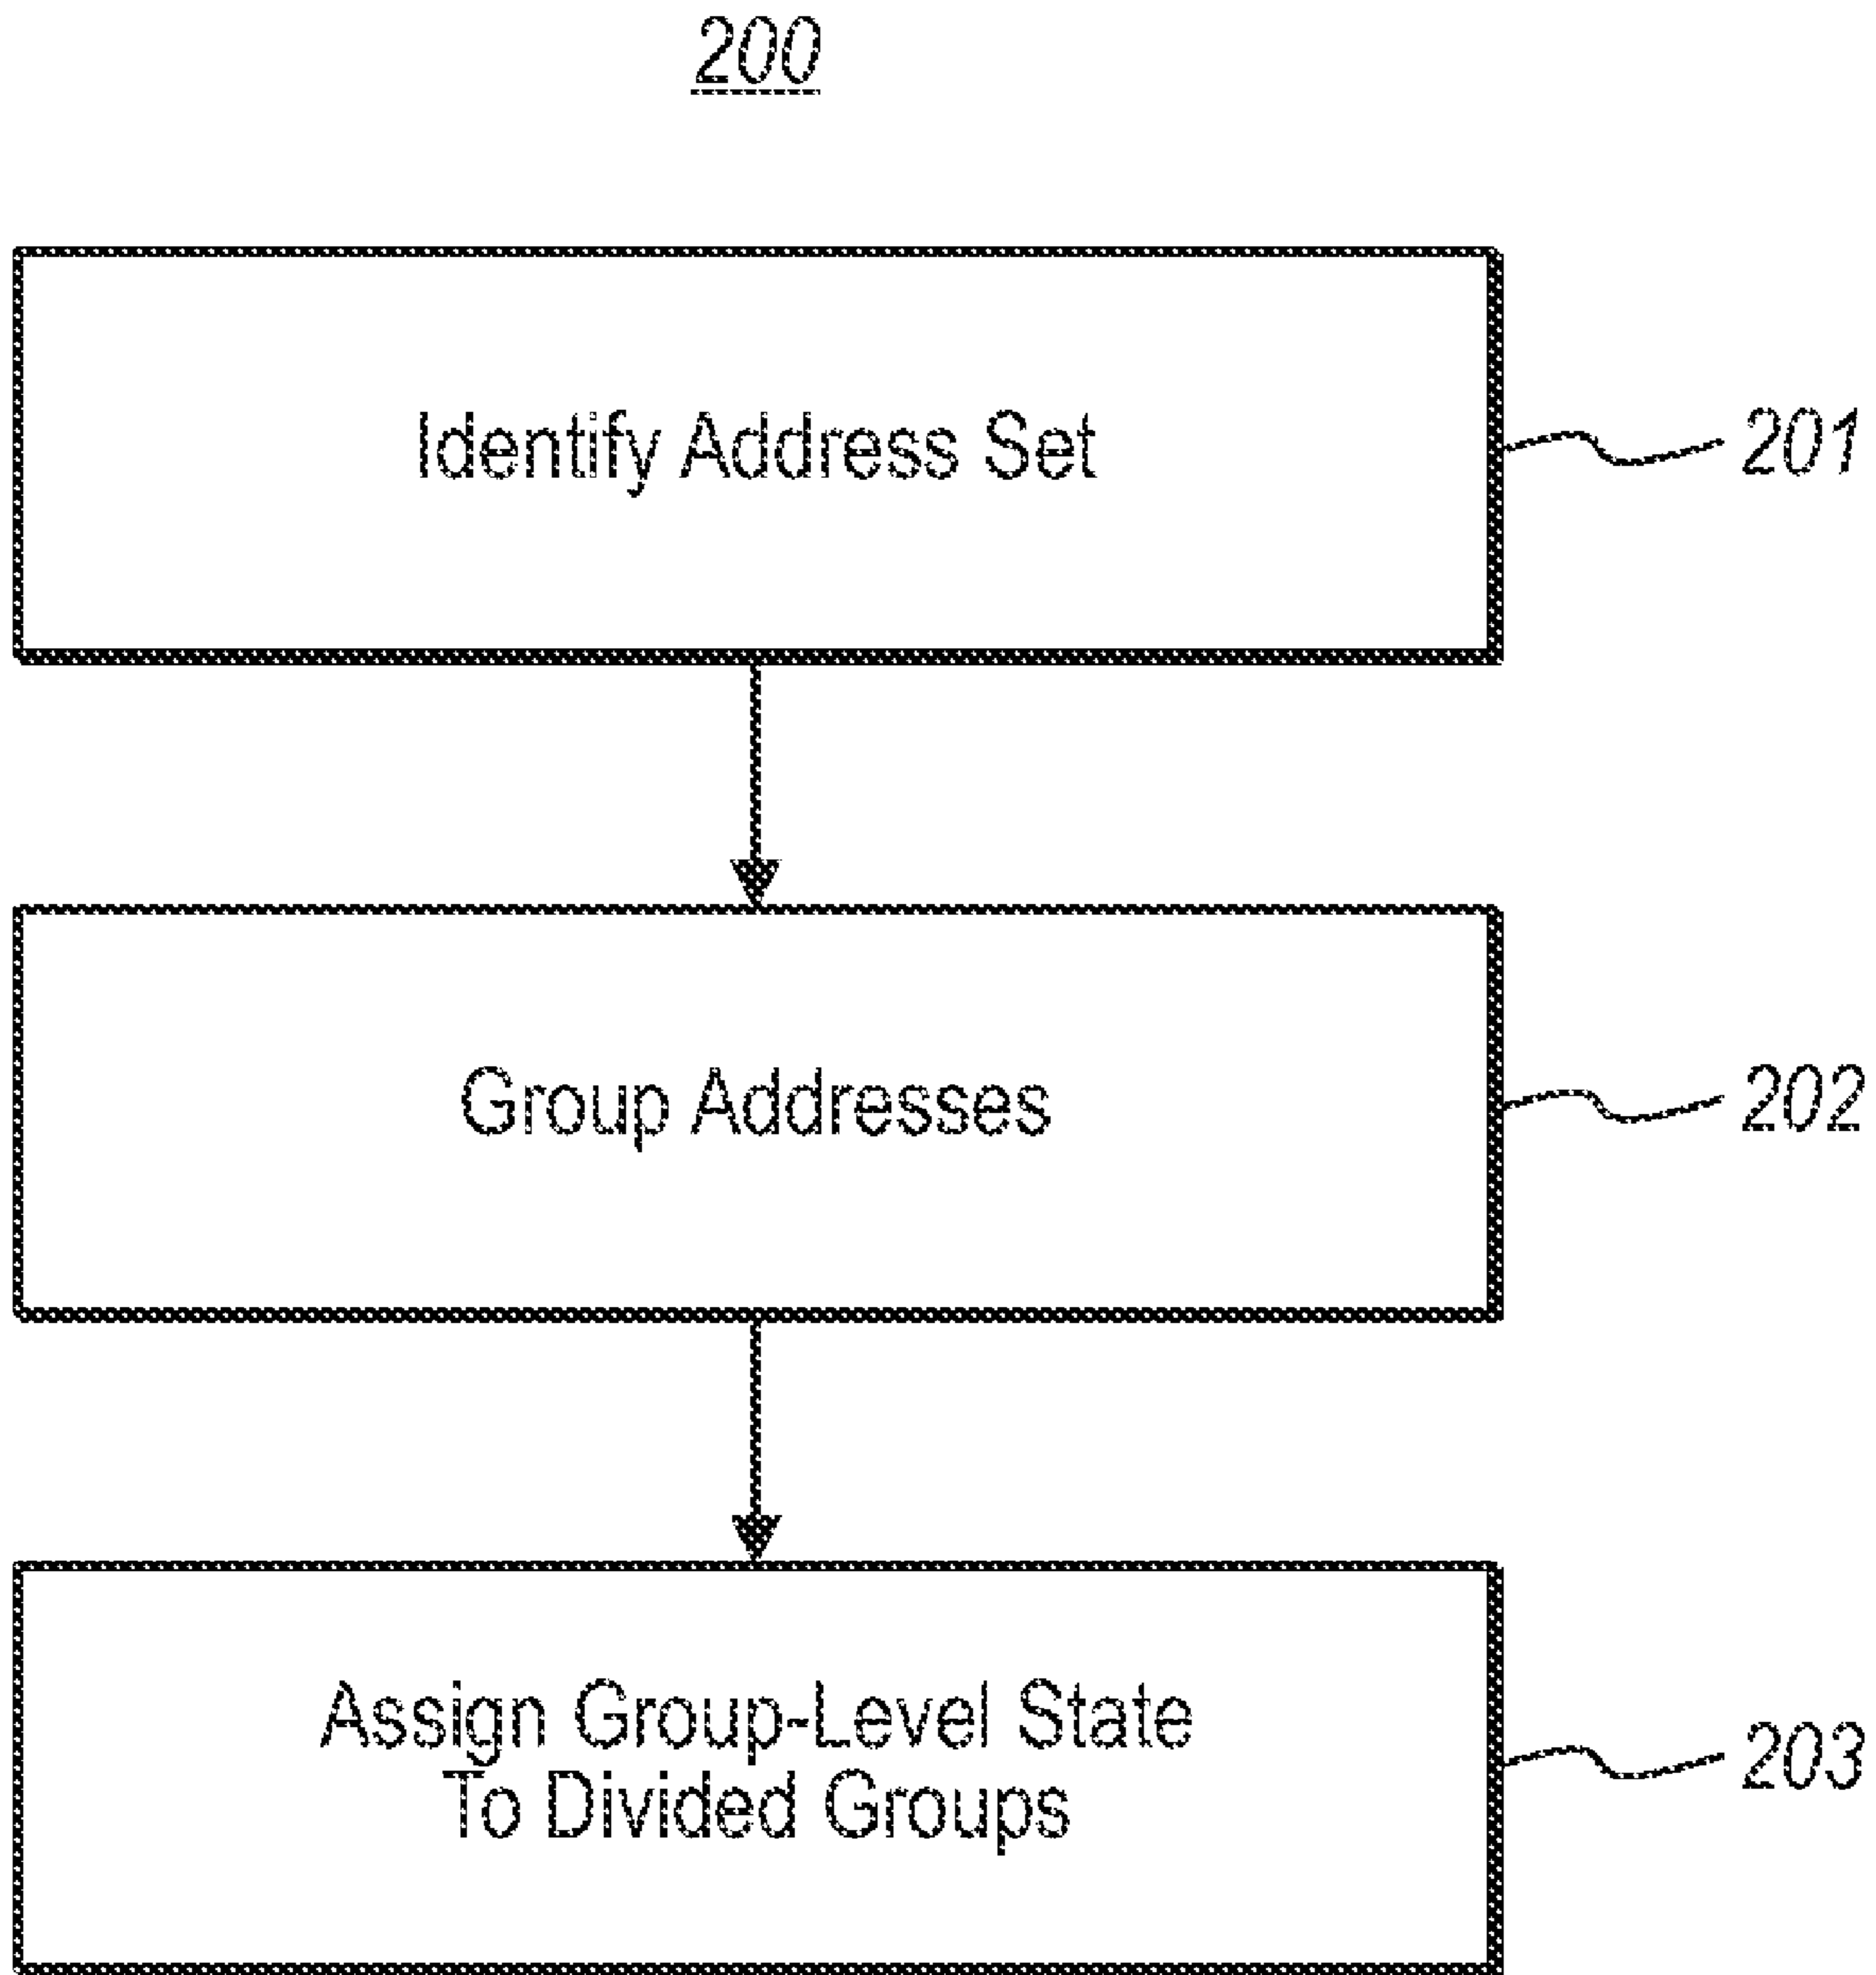 200
Identify Address Set
201
Group Addresses
202
Assign Group-Level State
To Divided Groups
203